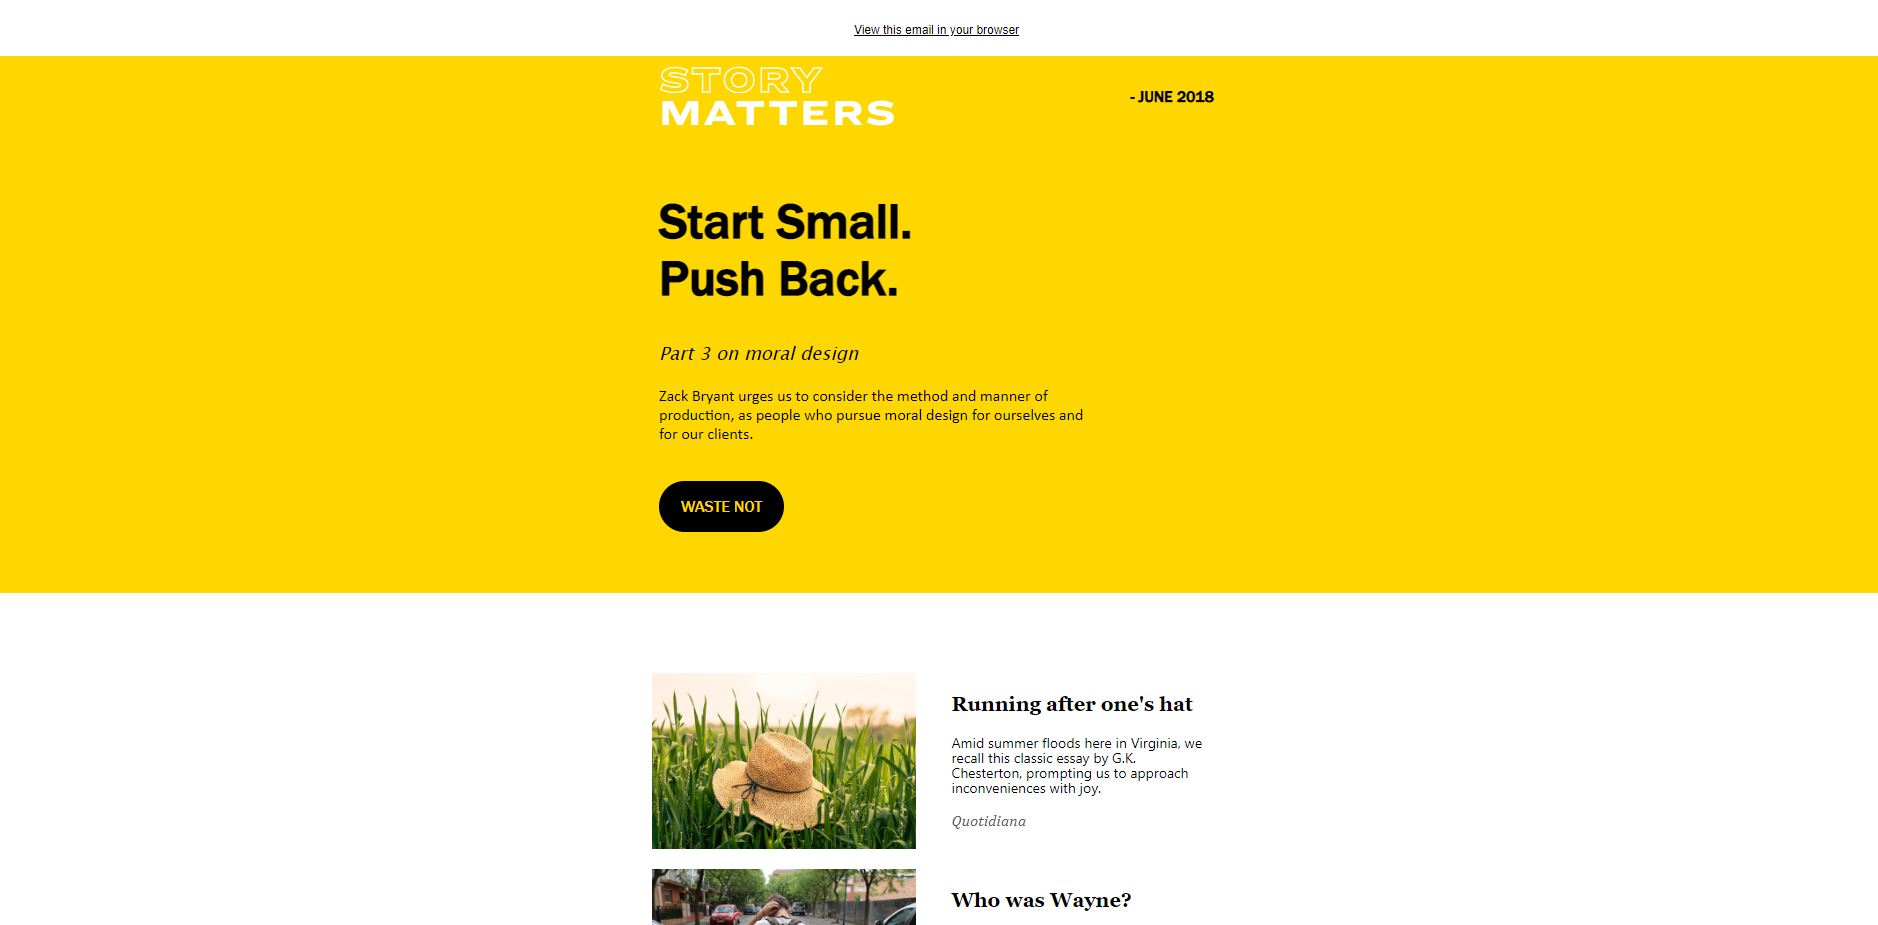 View this email in your browser
STORY
MATTERS
- JUNE 2018
Start Small.
Push Back.
Part 3 on moral design
Zack Bryant urges us to consider the method and manner of
production, as people who pursue moral design for ourselves and
for our clients.
WASTE NOT
Running after one's hat
Amid summer floods here in Virginia, we
recall this classic essay by G.K.
Chesterton, prompting us to approach
inconveniences with joy.
Quotidiana
Who was Wayne?